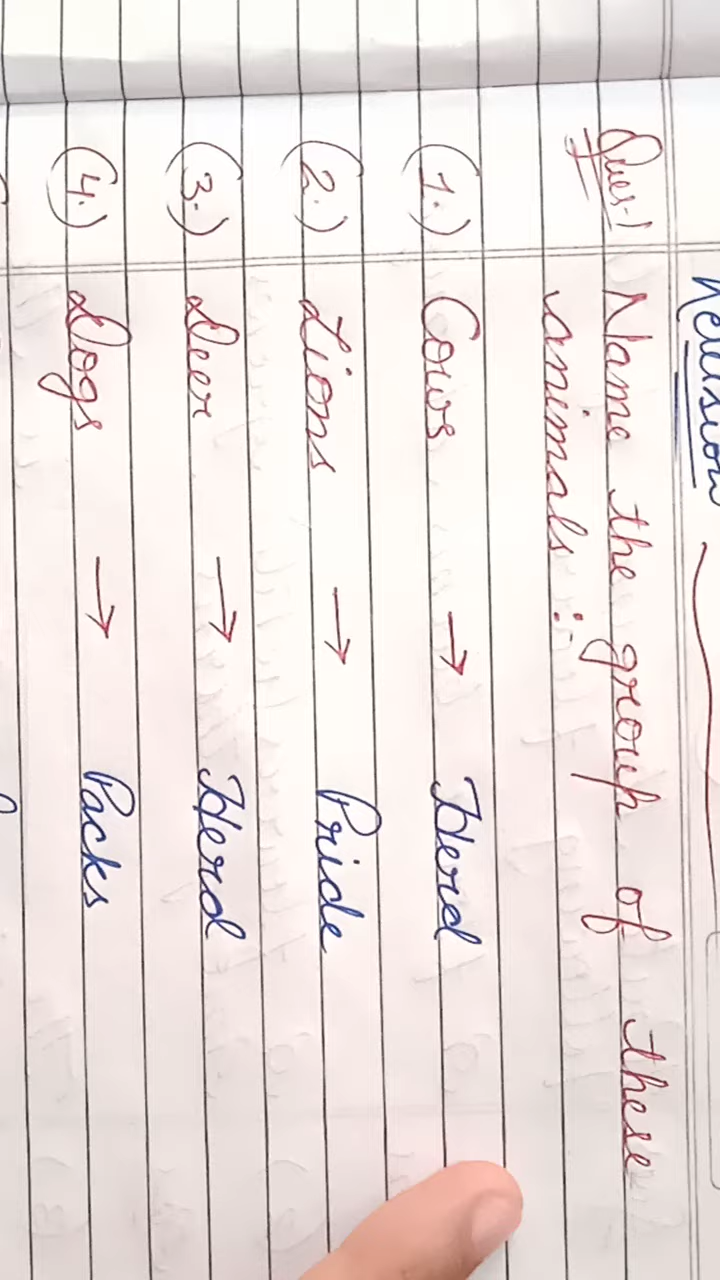 Revision
Ques-1 Name the group of these
animals :-
(1.) Cows → Herd
(2.) Lions → Pride
(3.) Deer → Herd
(4.) Dogs → Packs